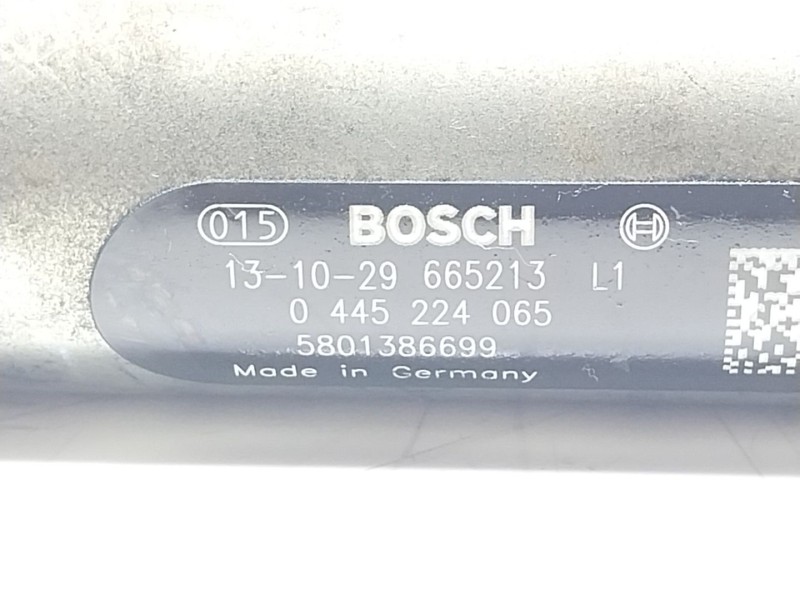 015 BOSCH
13-10-29 665213 L1
0 445 224 065
5801386699
Made in Germany